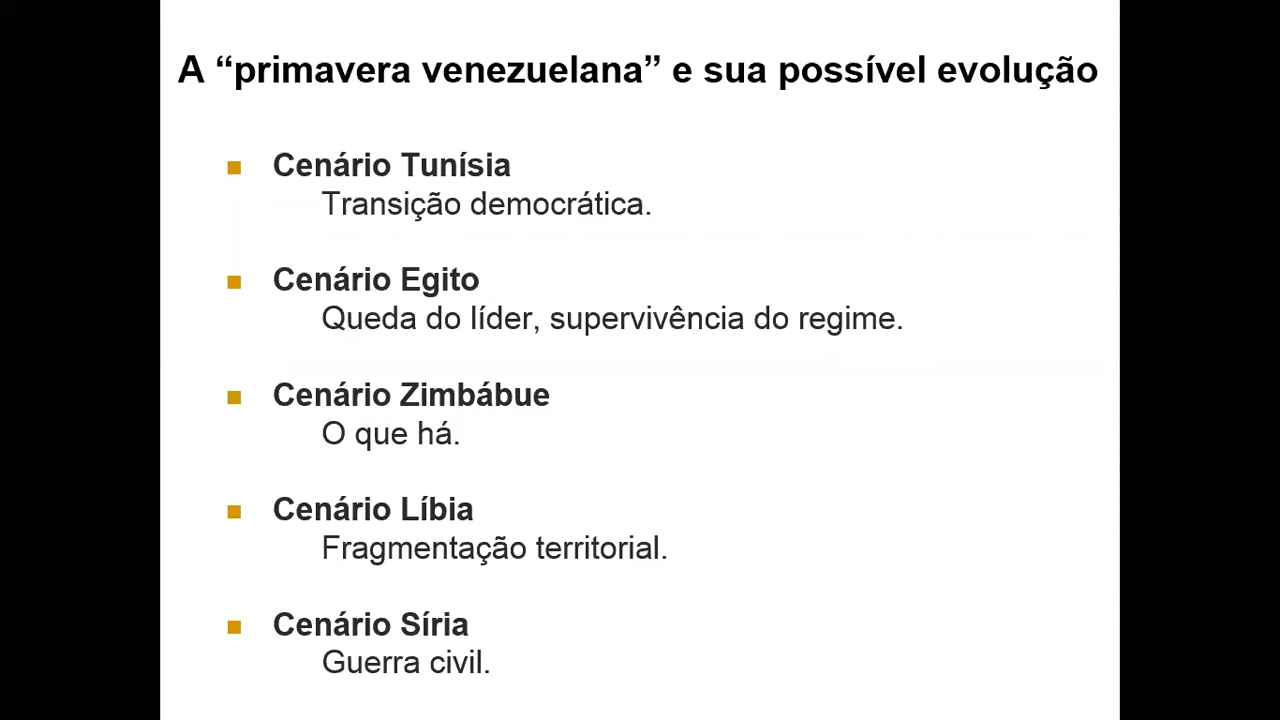 A “primavera venezuelana” e sua possível evolução
Cenário Tunísia
Transição democrática.
Cenário Egito
Queda do líder, supervivência do regime.
Cenário Zimbábue
O que há.
Cenário Líbia
Fragmentação territorial.
Cenário Síria
Guerra civil.